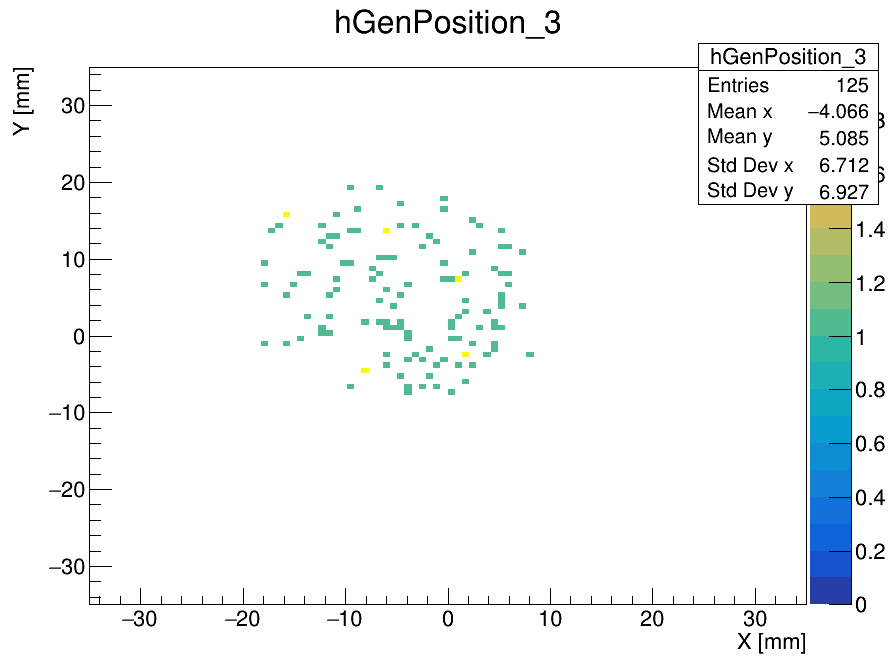 hGenPosition_3
hGenPosition_3
Entries 125
Mean x −4.066
Mean y 5.085
Std Dev x 6.712
Std Dev y 6.927
Y [mm]
30
20
10
0
−10
−20
−30
−30 −20 −10 0 10 20 30
X [mm]
1.4
1.2
1
0.8
0.6
0.4
0.2
0